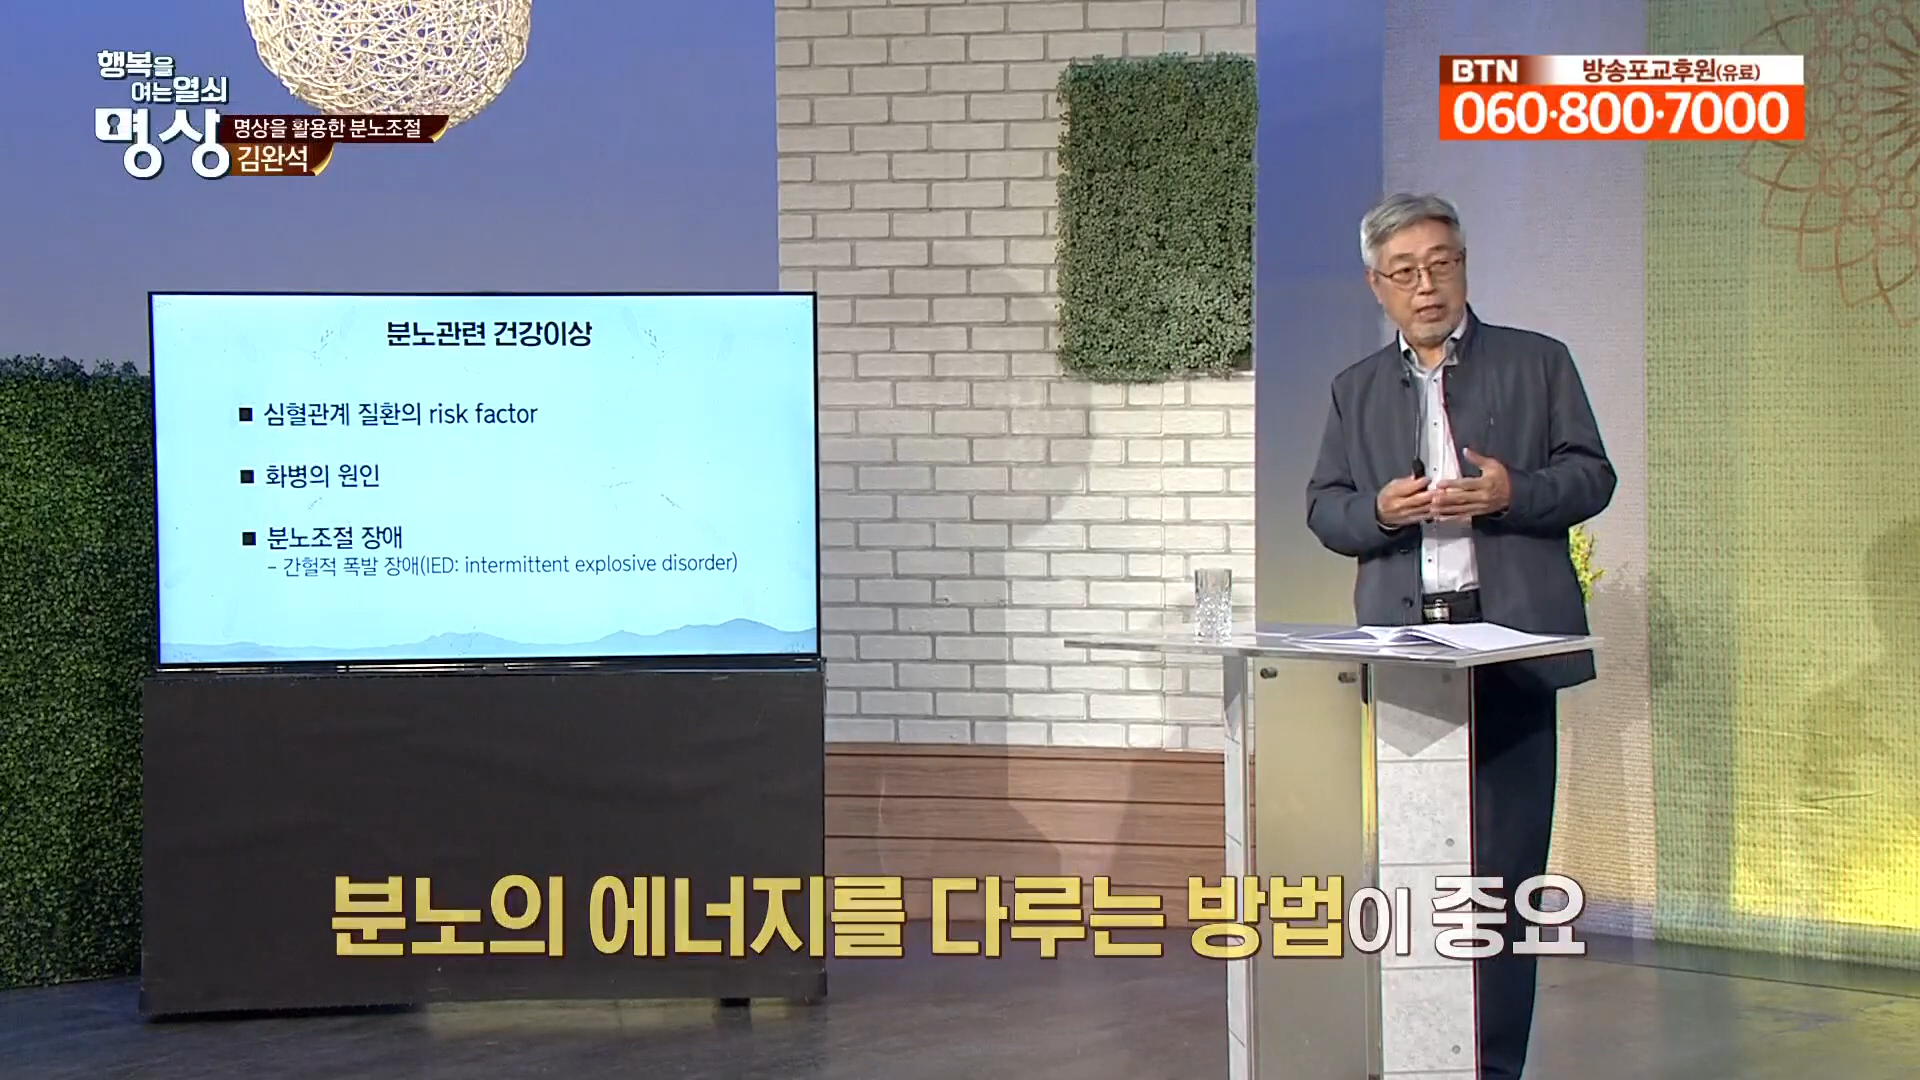 행복을
여는 열쇠
명상
명상을 활용한 분노조절
김완석
BTN 방송포교후원(유료)
060·800·7000
분노관련 건강이상
■ 심혈관계 질환의 risk factor
■ 화병의 원인
■ 분노조절 장애
- 간헐적 폭발 장애(IED: intermittent explosive disorder)
분노의 에너지를 다루는 방법이 중요